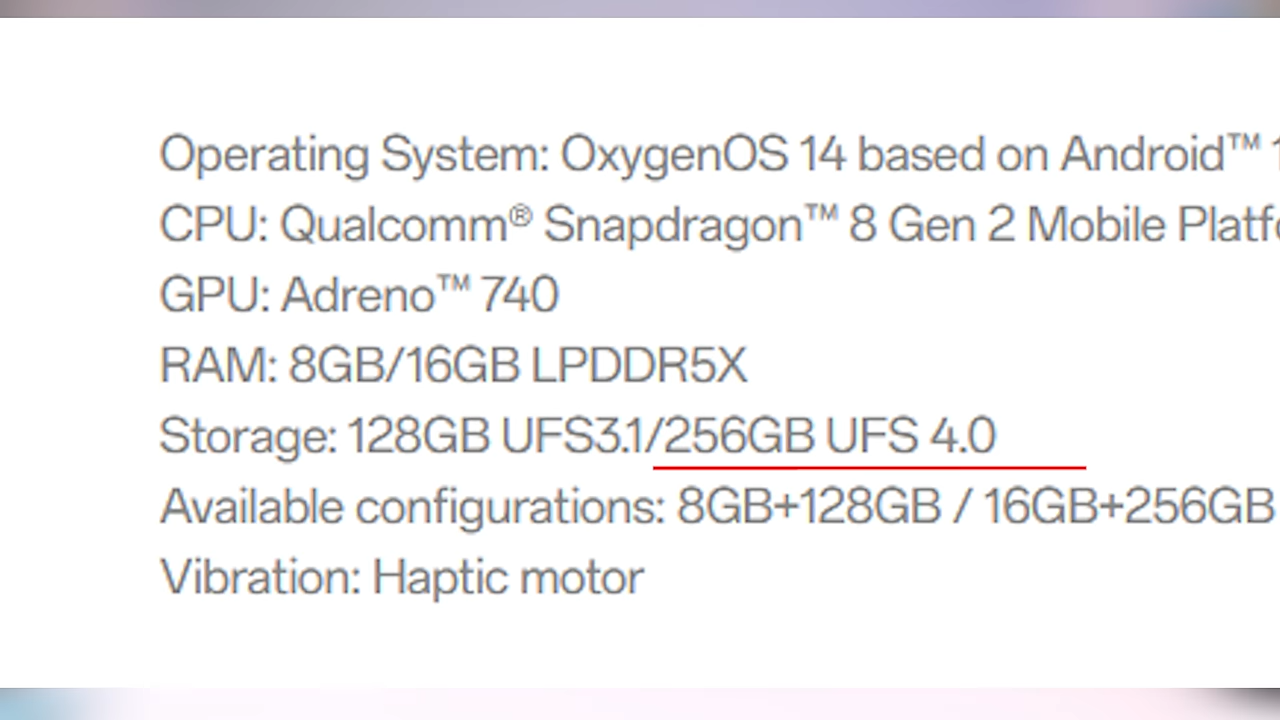 Operating System: OxygenOS 14 based on Android™
CPU: Qualcomm® Snapdragon™ 8 Gen 2 Mobile
GPU: Adreno™ 740
RAM: 8GB/16GB LPDDR5X
Storage: 128GB UFS3.1/256GB UFS 4.0
Available configurations: 8GB+128GB / 16GB+256GB
Vibration: Haptic motor